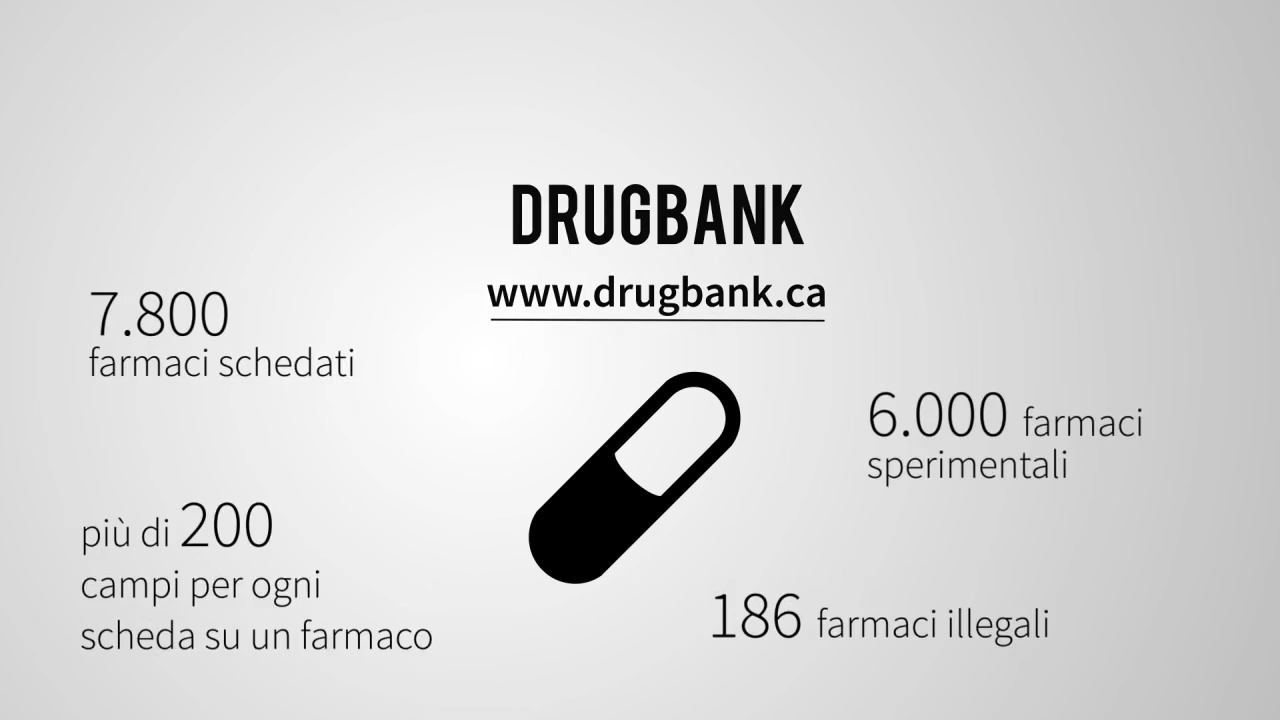 DRUGBANK
www.drugbank.ca
7.800
farmaci schedati
6.000 farmaci
sperimentali
più di 200
campi per ogni
scheda su un farmaco
186 farmaci illegali